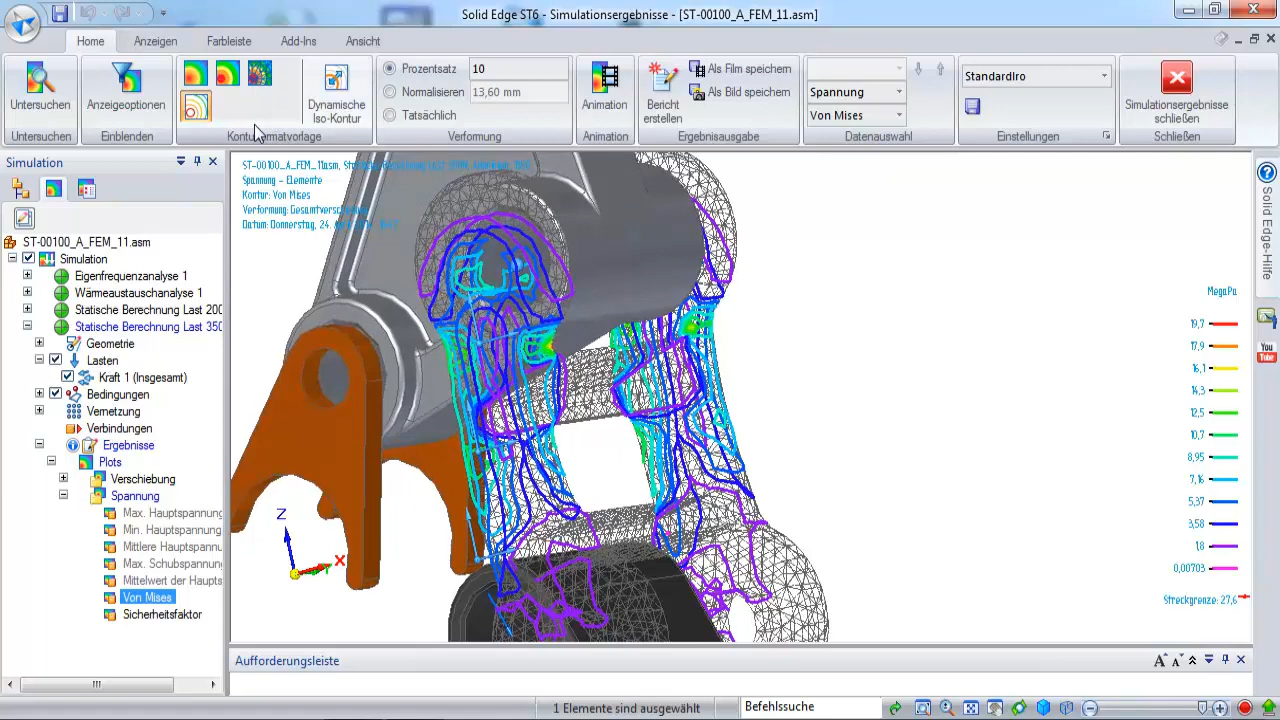 Solid Edge ST6 - Simulationsergebnisse - [ST-00100_A_FEM_11.asm]
Home
Anzeigen
Farbleiste
Add-Ins
Ansicht
Untersuchen
Untersuchen
Anzeigeoptionen
Einblenden
Dynamische
Iso-Kontur
Prozentsatz
10
Normalisieren
13,60 mm
Tatsächlich
Verformung
Animation
Animation
Bericht
erstellen
Als Film speichern
Als Bild speichern
Ergebnisausgabe
Spannung
Von Mises
Datenauswahl
StandardIro
Einstellungen
Simulationsergebnisse
schließen
Schließen
Simulation
ST-00100_A_FEM_11.asm
Simulation
Eigenfrequenzanalyse 1
Wärmeaustauschanalyse 1
Statische Berechnung Last 200
Statische Berechnung Last 350
Geometrie
Lasten
Kraft 1 (Insgesamt)
Bedingungen
Vernetzung
Verbindungen
Ergebnisse
Plots
Verschiebung
Spannung
Max. Hauptspannung
Min. Hauptspannung
Mittlere Hauptspannu
Max. Schubspannung
Mittelwert der Haupts
Von Mises
Sicherheitsfaktor
Spannung - Elemente
Kontur: Von Mises
Datum: Donnerstag, 24.
Z
X
MegaPa
19,7
17,9
16,1
14,3
12,5
10,7
8,95
7,16
5,37
3,58
1,8
0,00703
Streckgrenze: 27,6
Solid Edge-Hilfe
You
Tube
Aufforderungsleiste
1 Elemente sind ausgewählt
Befehlssuche